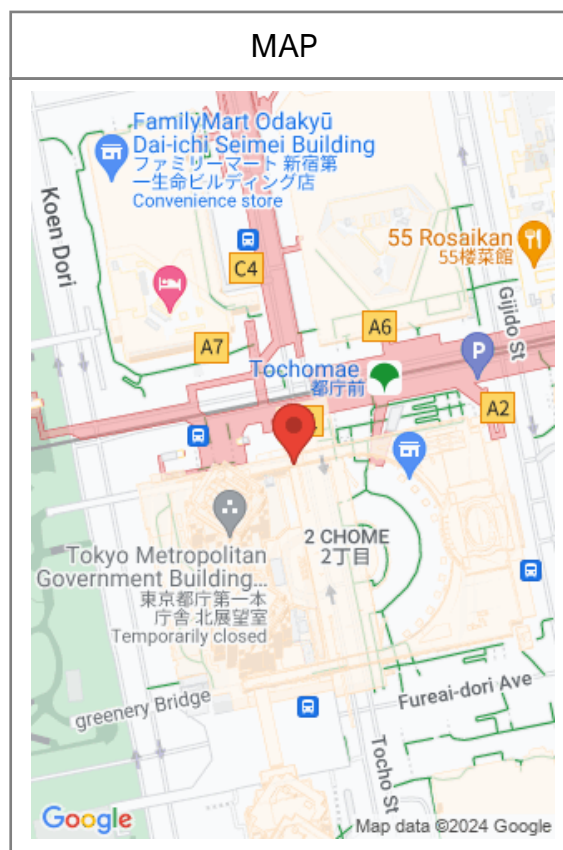 MAP
FamilyMart Odakyū
Dai-ichi Seimei Building
ファミリーマート 新宿第
一生命ビルディング店
Convenience store
Koen Dori
55 Rosaikan
55楼菜館
C4
Gijido St
A6
A7
P
Tochomae
都庁前
A2
2 CHOME
2丁目
Tokyo Metropolitan
Government Building...
東京都庁第一本
庁舎 北展望室
Temporarily closed
greenery Bridge
Fureai-dori Ave
Tocho St
Google
Map data ©2024 Google